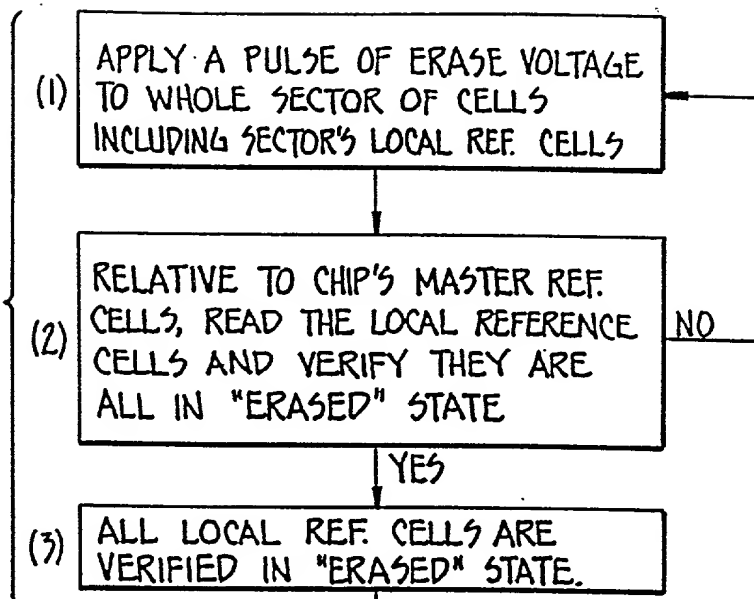 (1)
APPLY A PULSE OF ERASE VOLTAGE
TO WHOLE SECTOR OF CELLS
INCLUDING SECTOR'S LOCAL REF. CELLS
(2)
RELATIVE TO CHIP'S MASTER REF.
CELLS, READ THE LOCAL REFERENCE
CELLS AND VERIFY THEY ARE
ALL IN "ERASED" STATE
NO
YES
(3)
ALL LOCAL REF. CELLS ARE
VERIFIED IN "ERASED" STATE.